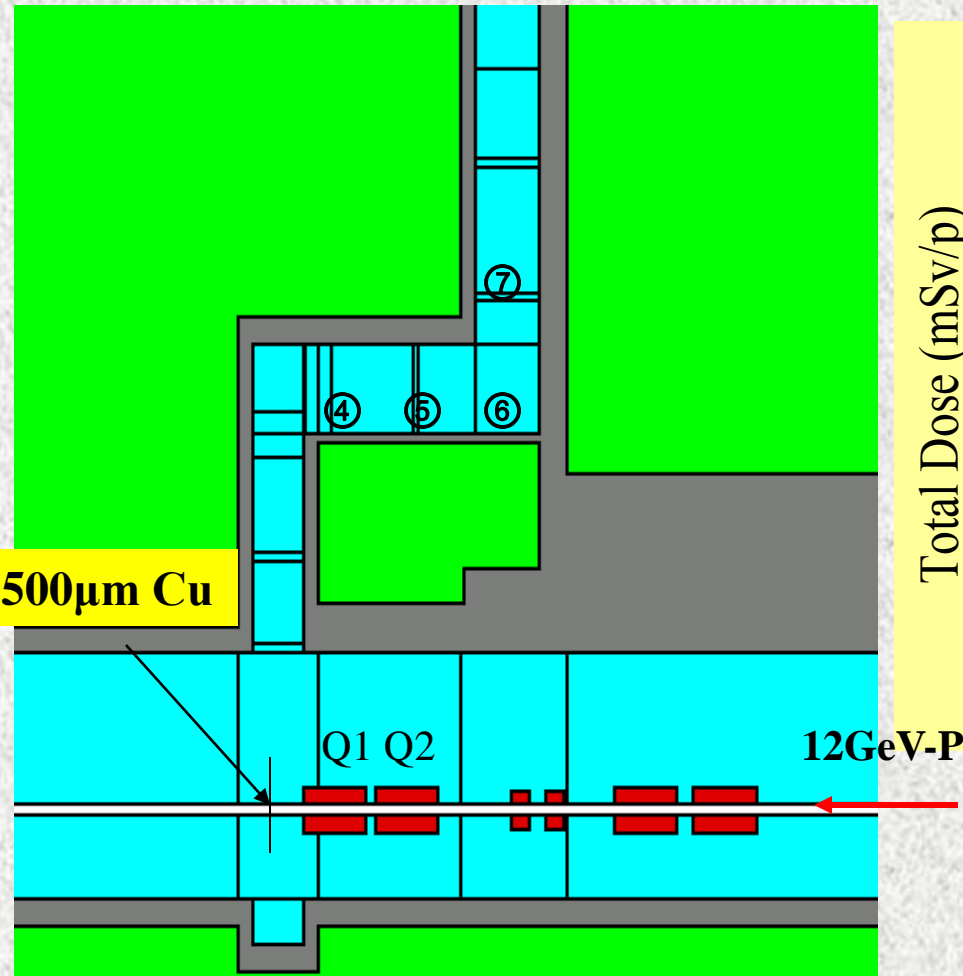 ⑦
④ ⑤ ⑥
500μm Cu
Q1 Q2
12GeV-P
Total Dose (mSv/p)